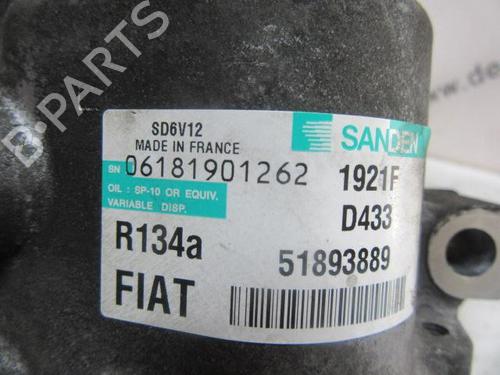 B-PARTS
SD6V12
MADE IN FRANCE
SANDEN
SN 06181901262
1921F
OIL : SP-10 OR EQUIV.
VARIABLE DISP.
D433
R134a
51893889
FIAT
www.de